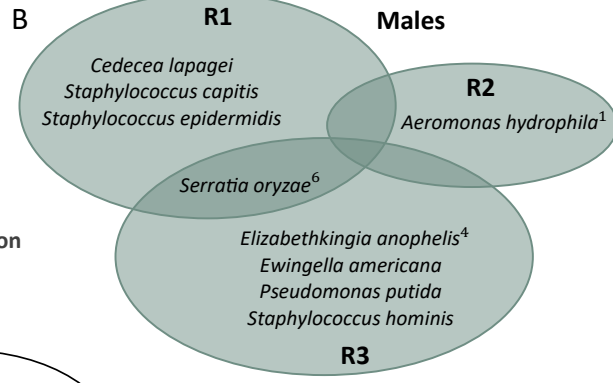 B
R1
Males
Cedecea lapagei
Staphylococcus capitis
Staphylococcus epidermidis
R2
Aeromonas hydrophila¹
Serratia oryzae⁶
on
Elizabethkingia anophelis⁴
Ewingella americana
Pseudomonas putida
Staphylococcus hominis
R3